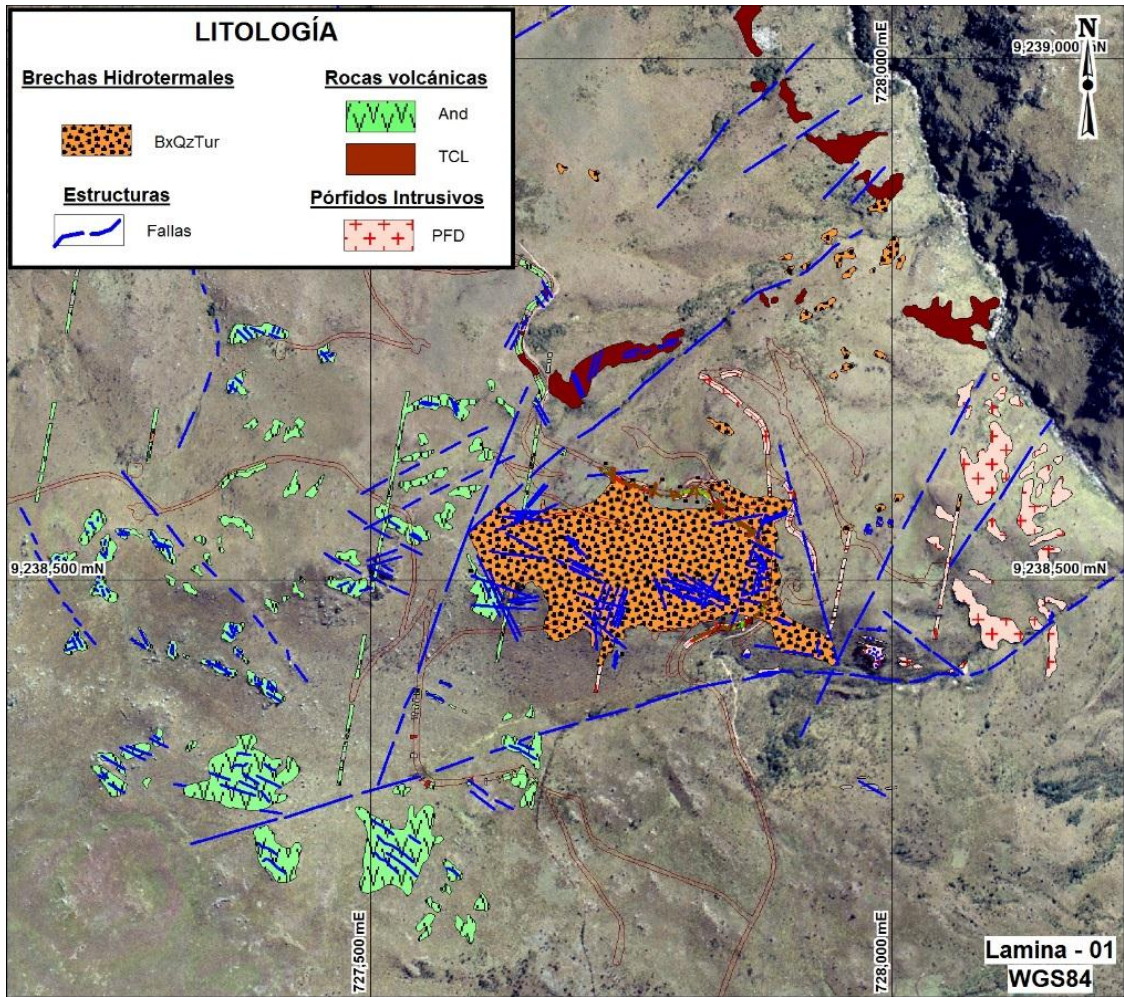 LITOLOGÍA
Brechas Hidrotermales
BxQzTur
Estructuras
Fallas
Rocas volcánicas
And
TCL
Pórfidos Intrusivos
PFD
728,000 mE
9,239,000 mN
N
9,238,500 mN
9,238,500 mN
727,500 mE
728,000 mE
Lamina - 01
WGS84